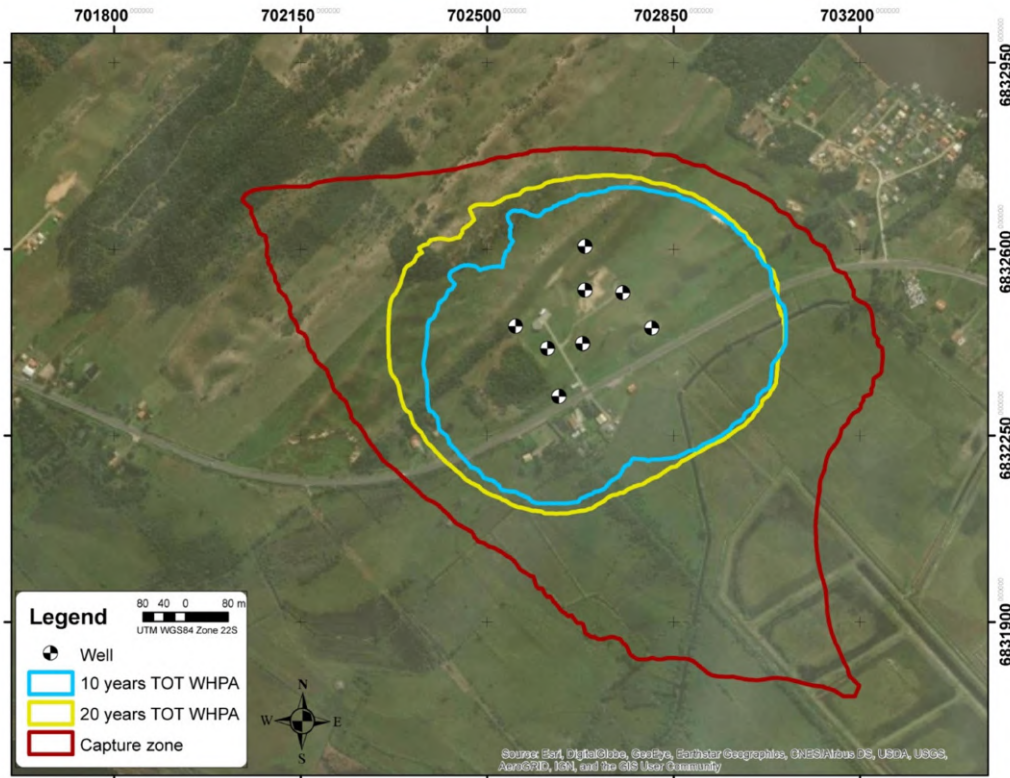 701800 702150 702500 702850 703200
6832950
6832600
6832250
6831900
Legend
80 40 0 80 m
UTM WGS84 Zone 22S
Well
10 years TOT WHPA
20 years TOT WHPA
Capture zone
N
W E
S
Source: Esri, DigitalGlobe, GeoEye, Earthstar Geographics, CNES/Airbus DS, USDA, USGS,
AeroGRID, IGN, and the GIS User Community